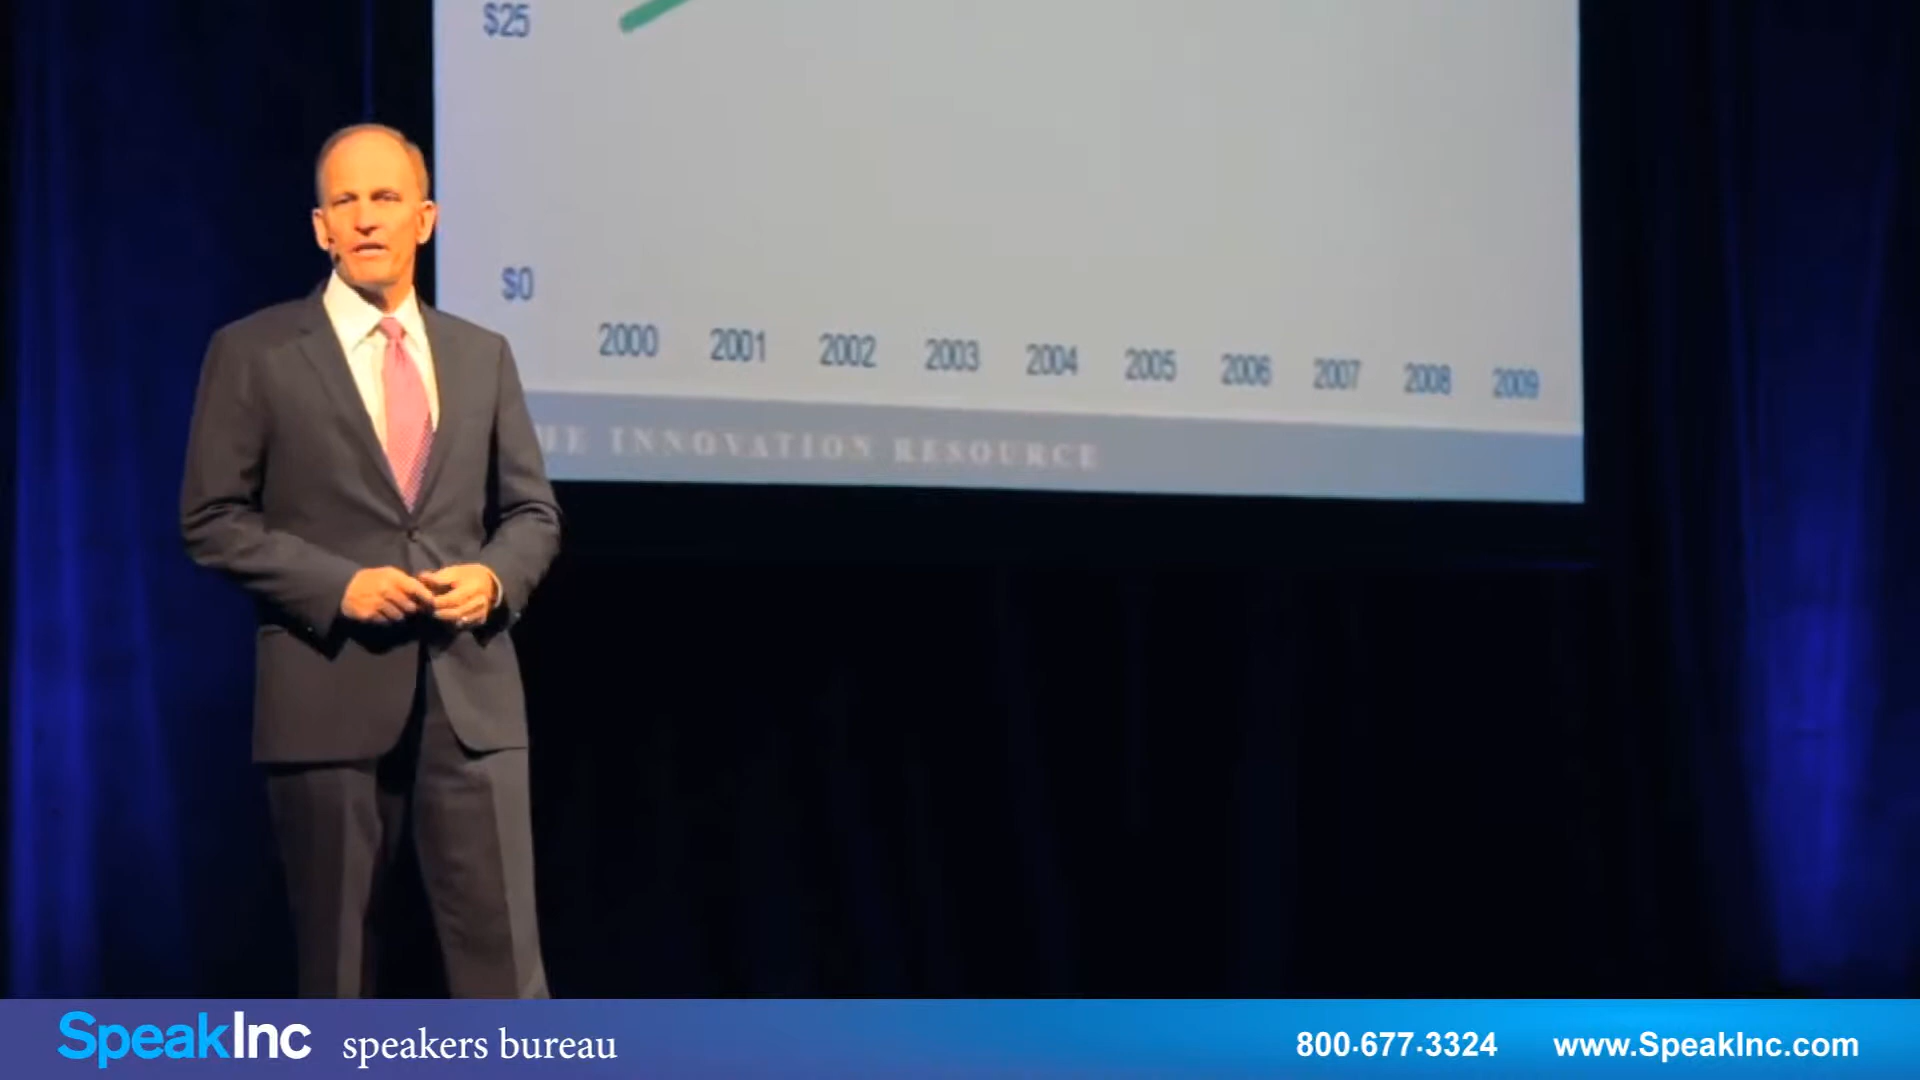 $25
$0
2000 2001 2002 2003 2004 2005 2006 2007 2008 2009
THE INNOVATION RESOURCE
SpeakInc speakers bureau 800·677·3324 www.SpeakInc.com